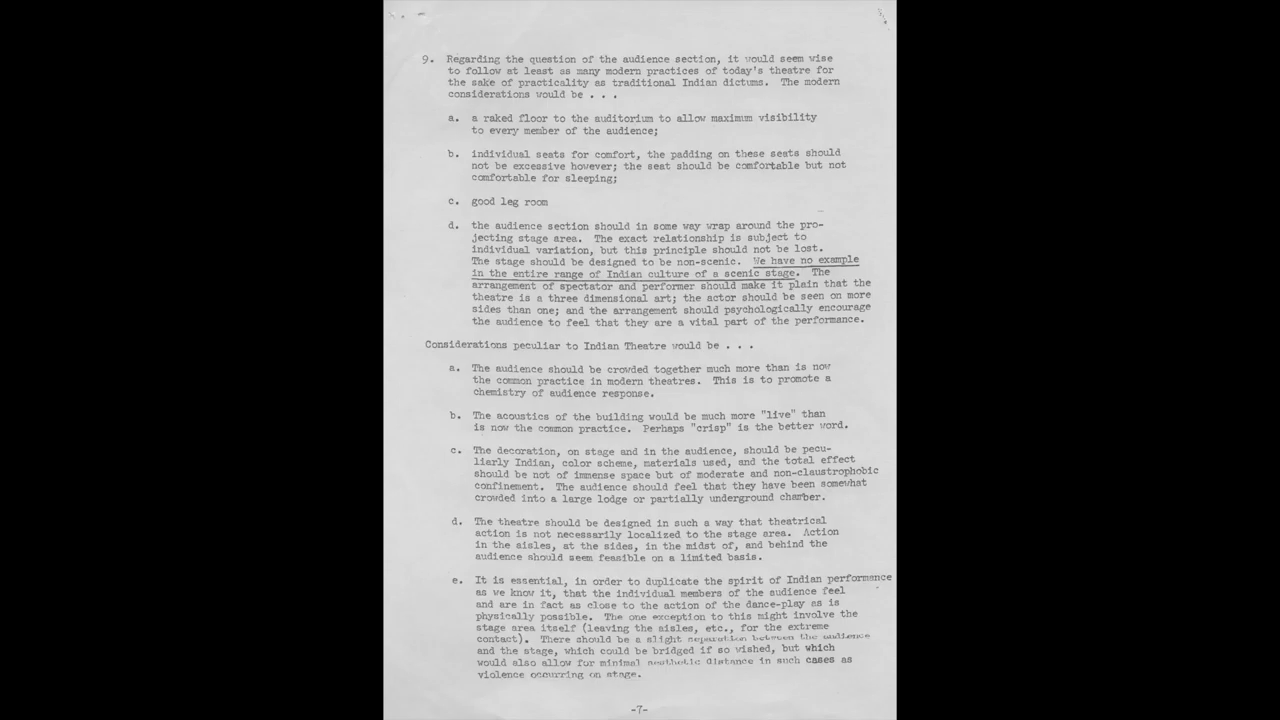 9. Regarding the question of the audience section, it would seem wise
to follow at least as many modern practices of today's theatre for
the sake of practicality as traditional Indian dictums. The modern
considerations would be . . .
a. a raked floor to the auditorium to allow maximum visibility
to every member of the audience;
b. individual seats for comfort, the padding on these seats should
not be excessive however; the seat should be comfortable but not
comfortable for sleeping;
c. good leg room
d. the audience section should in some way wrap around the pro-
jecting stage area. The exact relationship is subject to
individual variation, but this principle should not be lost.
The stage should be designed to be non-scenic. We have no example
in the entire range of Indian culture of a scenic stage. The
arrangement of spectator and performer should make it plain that the
theatre is a three dimensional art; the actor should be seen on more
sides than one; and the arrangement should psychologically encourage
the audience to feel that they are a vital part of the performance.
Considerations peculiar to Indian Theatre would be . . .
a. The audience should be crowded together much more than is now
the common practice in modern theatres. This is to promote a
chemistry of audience response.
b. The acoustics of the building would be much more "live" than
is now the common practice. Perhaps "crisp" is the better word.
c. The decoration, on stage and in the audience, should be pecu-
liarly Indian, color scheme, materials used, and the total effect
should be not of immense space but of moderate and non-claustrophobic
confinement. The audience should feel that they have been somewhat
crowded into a large lodge or partially underground chamber.
d. The theatre should be designed in such a way that theatrical
action is not necessarily localized to the stage area. Action
in the aisles, at the sides, in the midst of, and behind the
audience should seem feasible on a limited basis.
e. It is essential, in order to duplicate the spirit of Indian performance
as we know it, that the individual members of the audience feel
and are in fact as close to the action of the dance-play as is
physically possible. The one exception to this might involve the
stage area itself (leaving the aisles, etc., for the extreme
contact). There should be a slight separation between the audience
and the stage, which could be bridged if so wished, but which
would also allow for minimal aesthetic distance in such cases as
violence occurring on stage.
-7-